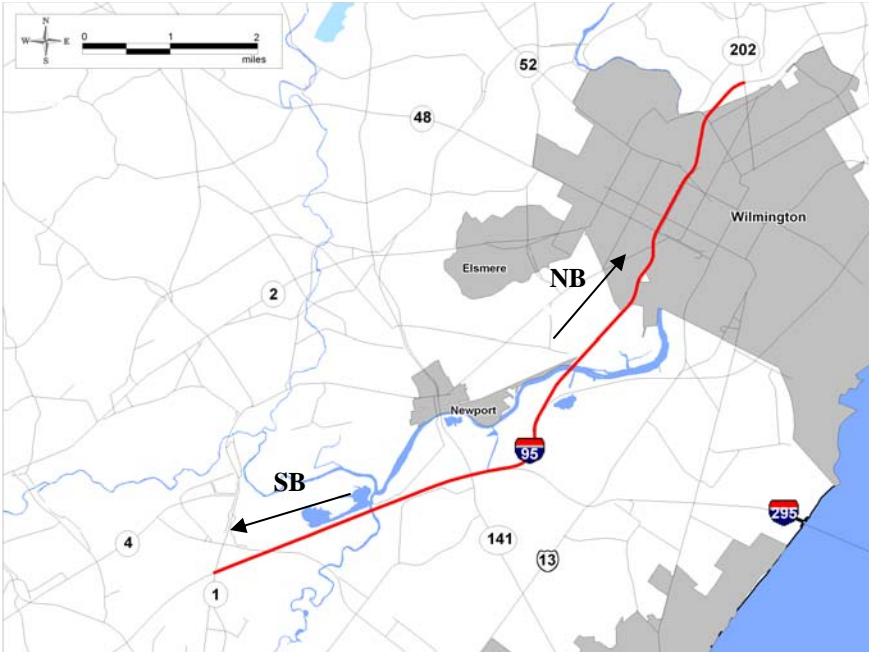 N
W E
S
0 1 2
miles
202
52
48
Wilmington
Elsmere
NB
2
Newport
95
SB
295
4
141
13
1